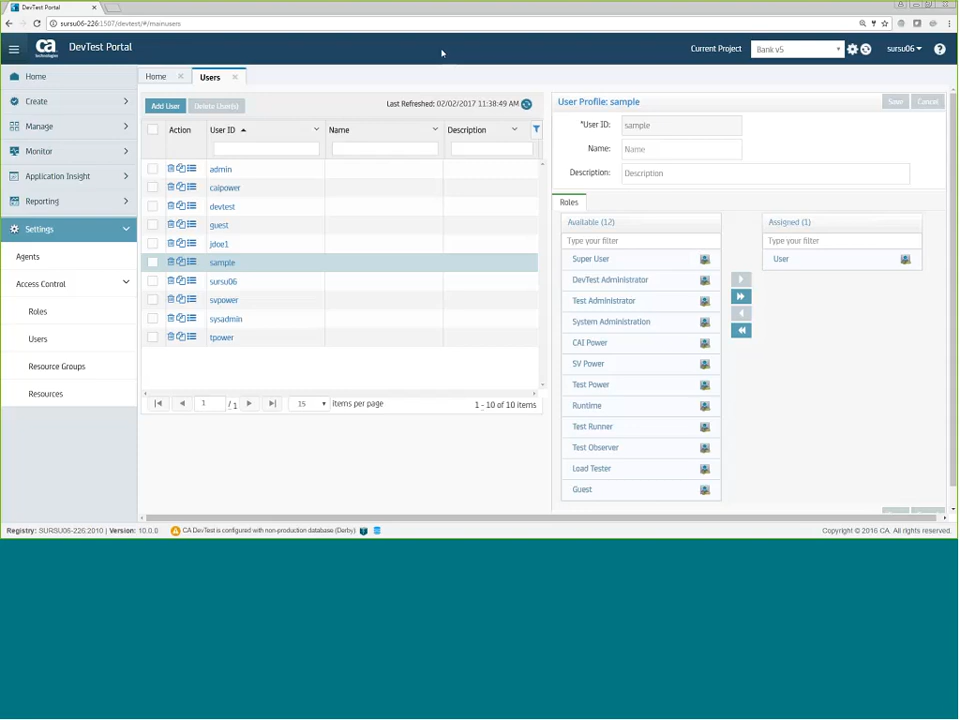 DevTest Portal
sursu06-226:1507/devtest/#/mainusers
ca
technologies
DevTest Portal
Current Project
Bank v5
sursu06
Home
Create
Manage
Monitor
Application Insight
Reporting
Settings
Agents
Access Control
Roles
Users
Resource Groups
Resources
Home
Users
Add User
Delete User(s)
Last Refreshed: 02/02/2017 11:38:49 AM
Action
User ID
Name
Description
admin
caipower
devtest
guest
jdoe1
sample
sursu06
svpower
sysadmin
tpower
1
/ 1
15
items per page
1 - 10 of 10 items
User Profile: sample
Save
Cancel
*User ID:
sample
Name:
Name
Description:
Description
Roles
Available (12)
Type your filter
Super User
DevTest Administrator
Test Administrator
System Administration
CAI Power
SV Power
Test Power
Runtime
Test Runner
Test Observer
Load Tester
Guest
Assigned (1)
Type your filter
User
Registry: SURSU06-226:2010 | Version: 10.0.0
CA DevTest is configured with non-production database (Derby)
Copyright © 2016 CA. All rights reserved.